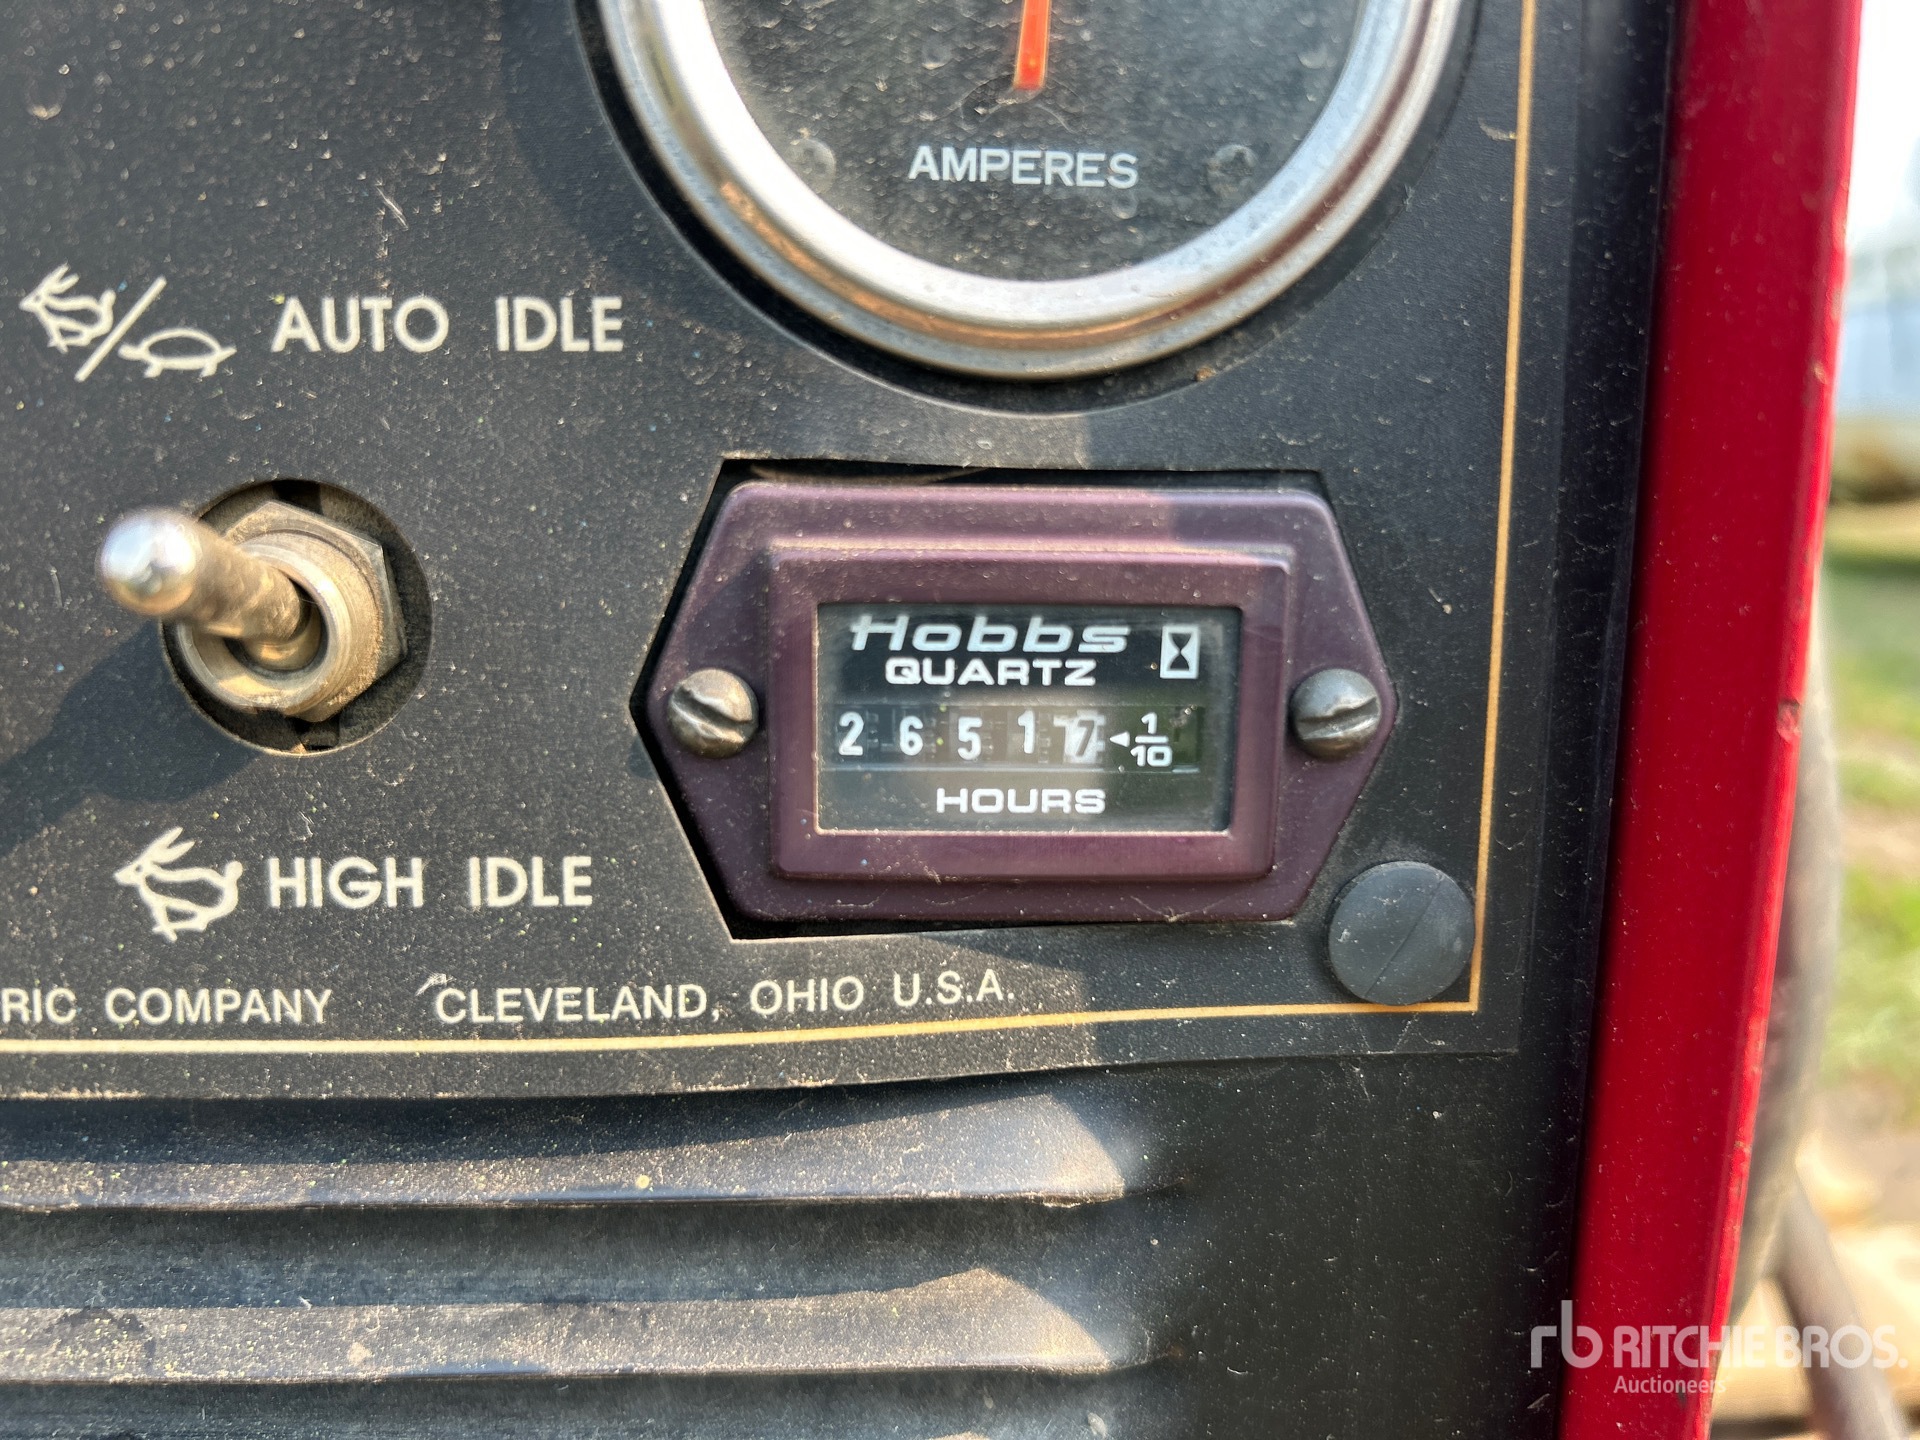 AMPERES
AUTO IDLE
Hobbs
QUARTZ
2 6 5 1 7 1/10
HOURS
HIGH IDLE
RIC COMPANY CLEVELAND, OHIO U.S.A.
rb RITCHIE BROS.
Auctioneers